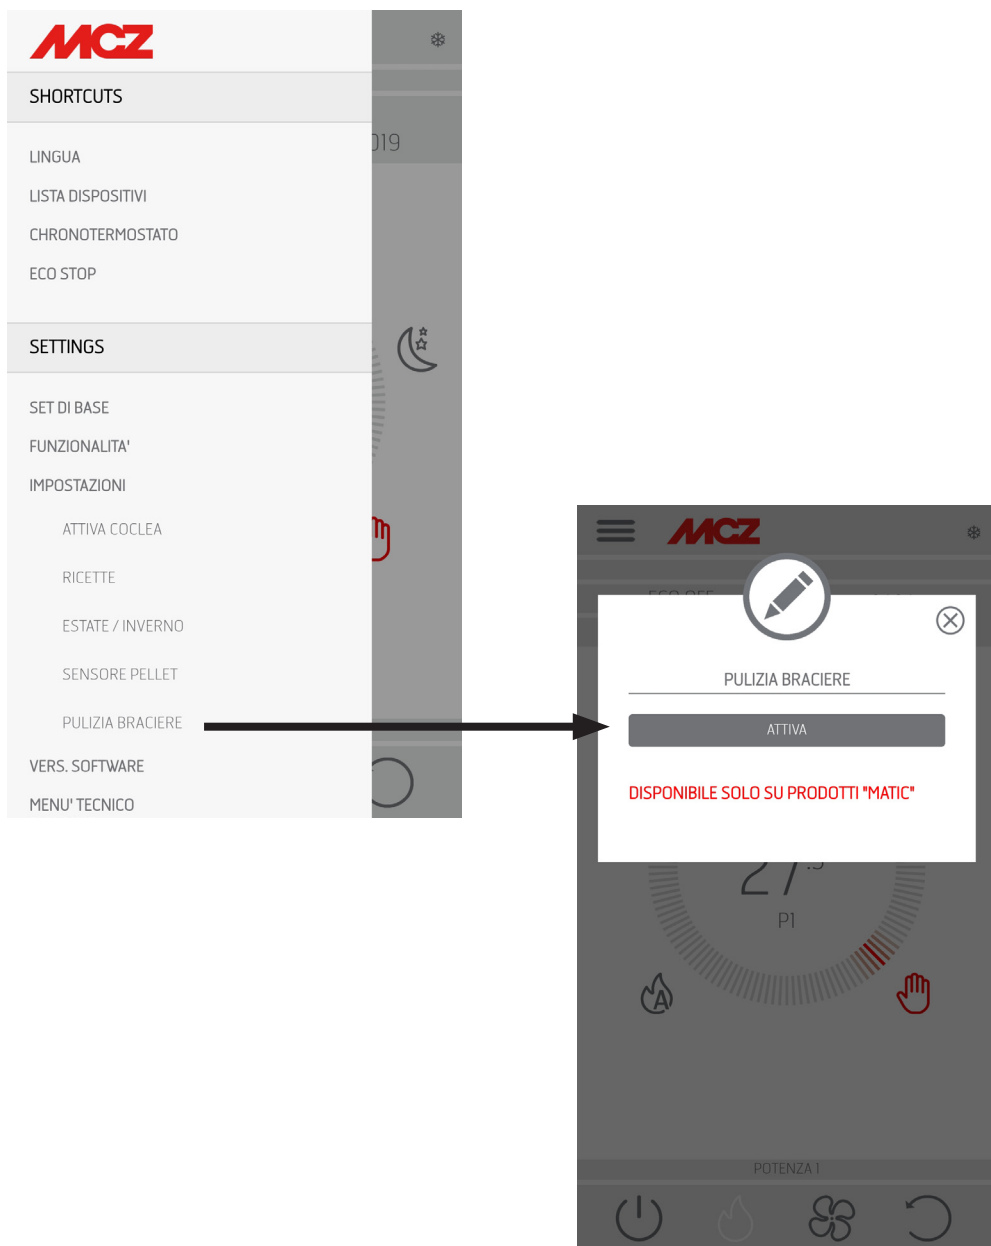 MCZ
SHORTCUTS
019
LINGUA
LISTA DISPOSITIVI
CHRONOTERMOSTATO
ECO STOP
SETTINGS
SET DI BASE
FUNZIONALITA'
IMPOSTAZIONI
ATTIVA COCLEA
RICETTE
ESTATE / INVERNO
SENSORE PELLET
PULIZIA BRACIERE
VERS. SOFTWARE
MENU' TECNICO
MCZ
PULIZIA BRACIERE
ATTIVA
DISPONIBILE SOLO SU PRODOTTI "MATIC"
27.5
P1
A
POTENZA 1